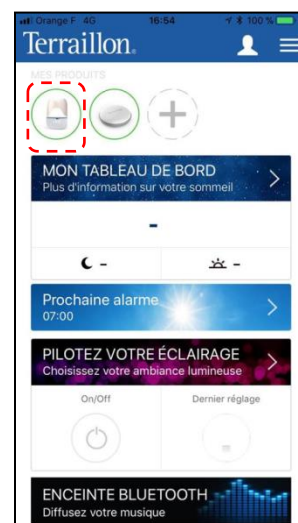 Orange F 4G 16:54 100 %
Terraillon.
MES PRODUITS
MON TABLEAU DE BORD
Plus d'information sur votre sommeil
-
- -
Prochaine alarme
07:00
PILOTEZ VOTRE ÉCLAIRAGE
Choisissez votre ambiance lumineuse
On/Off Dernier réglage
ENCEINTE BLUETOOTH
Diffusez votre musique